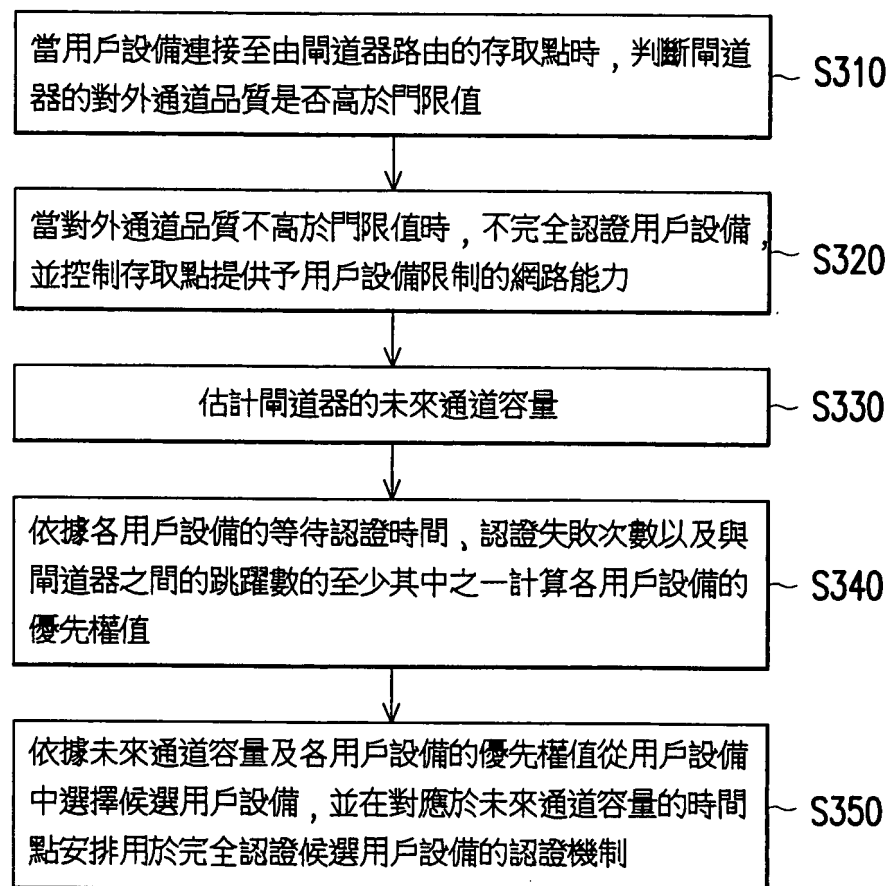 當用戶設備連接至由閘道器路由的存取點時，判斷閘道
器的對外通道品質是否高於門限值
S310
當對外通道品質不高於門限值時，不完全認證用戶設備，
並控制存取點提供予用戶設備限制的網路能力
S320
估計閘道器的未來通道容量
S330
依據各用戶設備的等待認證時間、認證失敗次數以及與
閘道器之間的跳躍數的至少其中之一計算各用戶設備的
優先權值
S340
依據未來通道容量及各用戶設備的優先權值從用戶設備
中選擇候選用戶設備，並在對應於未來通道容量的時間
點安排用於完全認證候選用戶設備的認證機制
S350